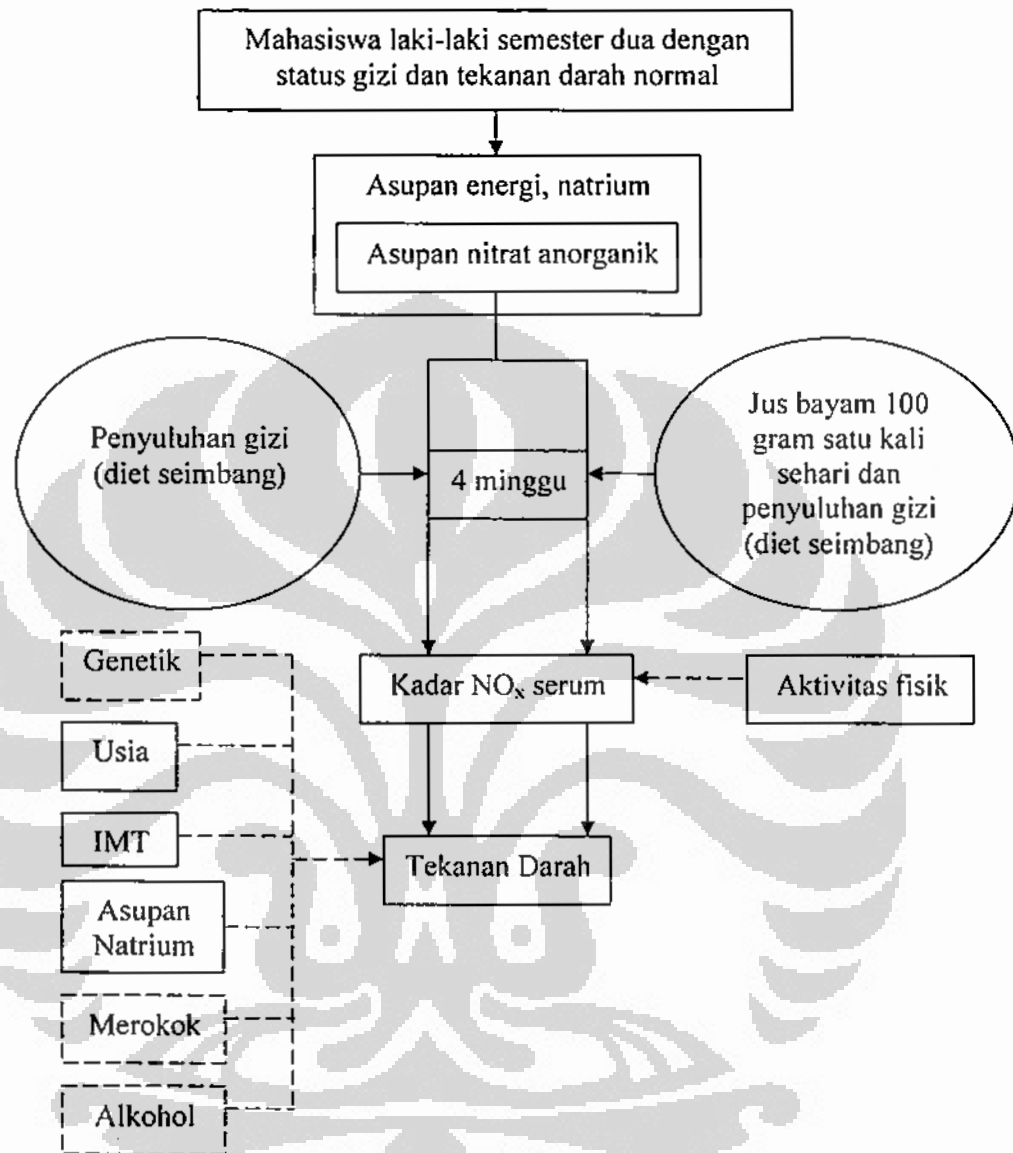 Mahasiswa laki-laki semester dua dengan
status gizi dan tekanan darah normal
Asupan energi, natrium
Asupan nitrat anorganik
Penyuluhan gizi
(diet seimbang)
4 minggu
Jus bayam 100
gram satu kali
sehari dan
penyuluhan gizi
(diet seimbang)
Genetik
Kadar NOₓ serum
Aktivitas fisik
Usia
IMT
Tekanan Darah
Asupan
Natrium
Merokok
Alkohol